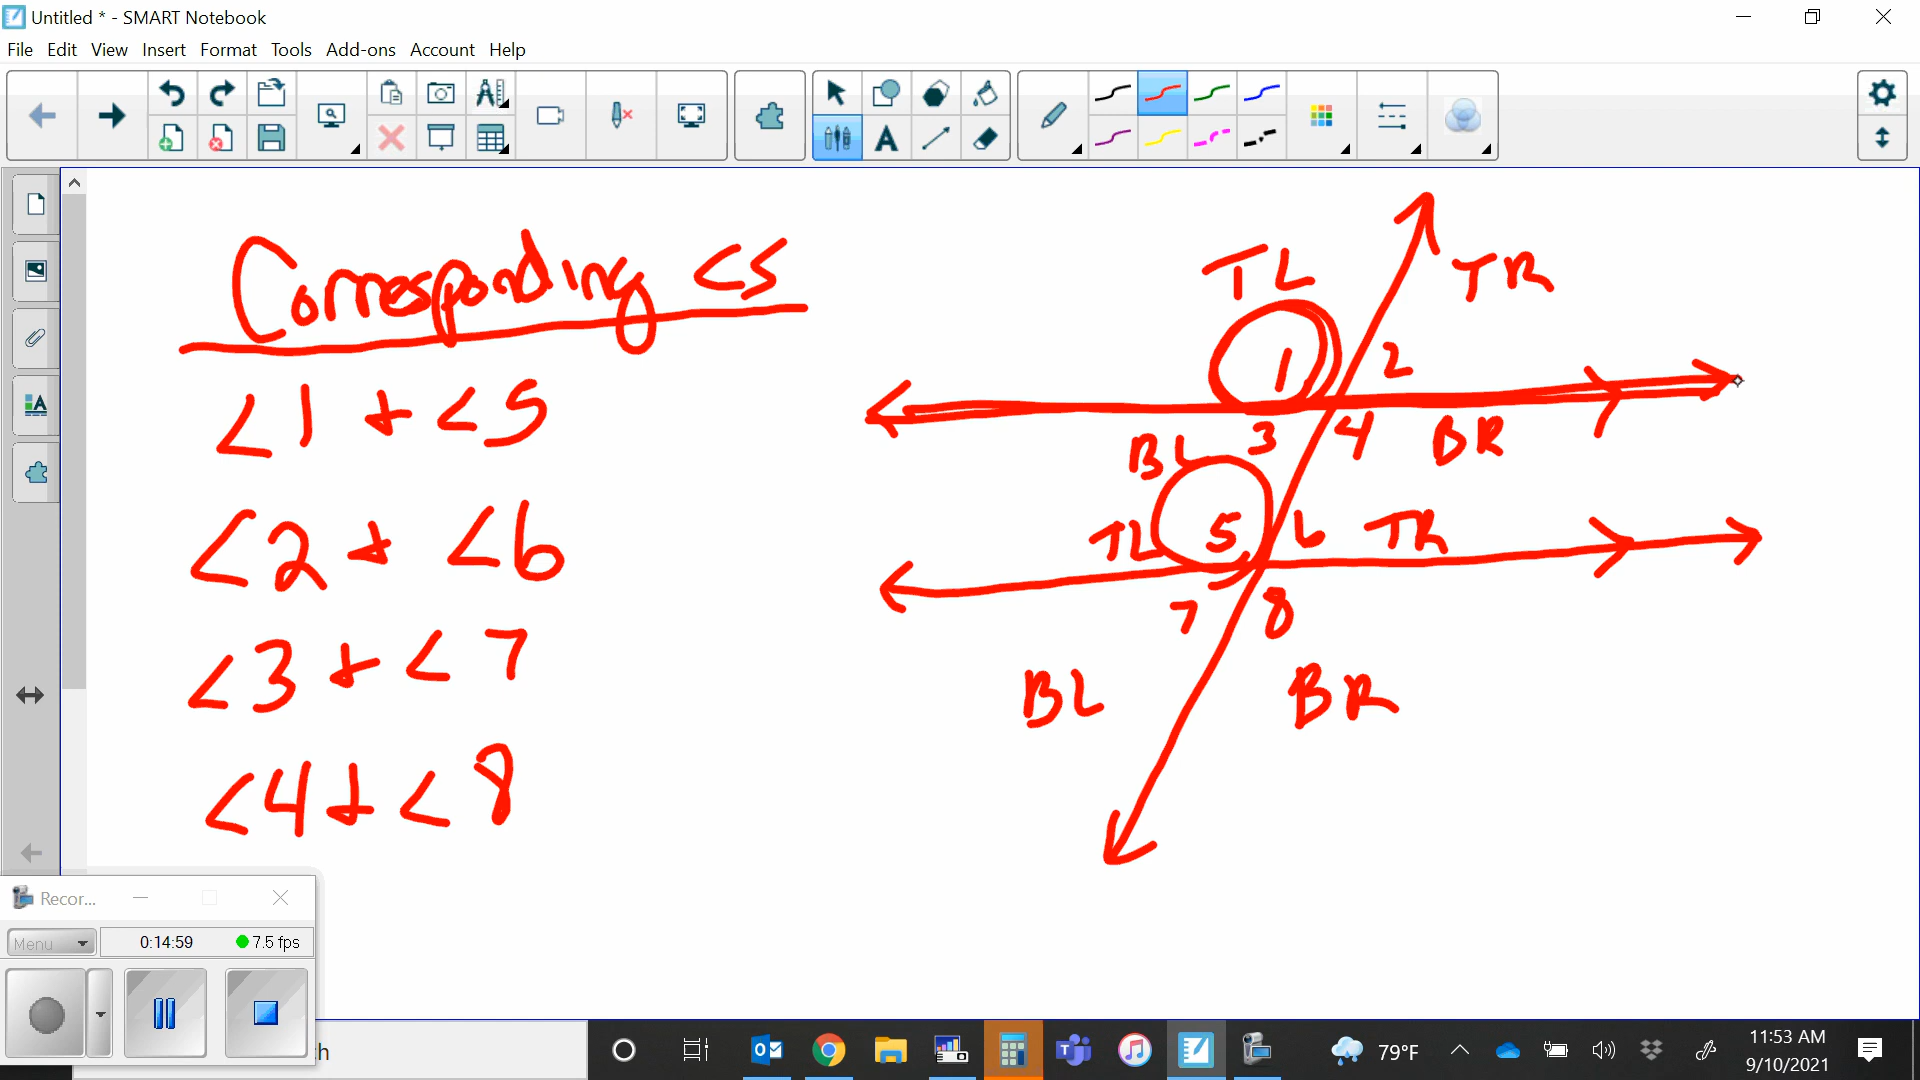 Untitled * - SMART Notebook
File Edit View Insert Format Tools Add-ons Account Help
A
A
Corresponding <s
<1 + <5
<2 + <6
<3 + <7
<4 + <8
TL
TR
1
2
BL
3
4
BR
TL
5
6
TR
7
8
BL
BR
Recor...
Menu
0:14:59
7.5 fps
h
79°F
11:53 AM
9/10/2021